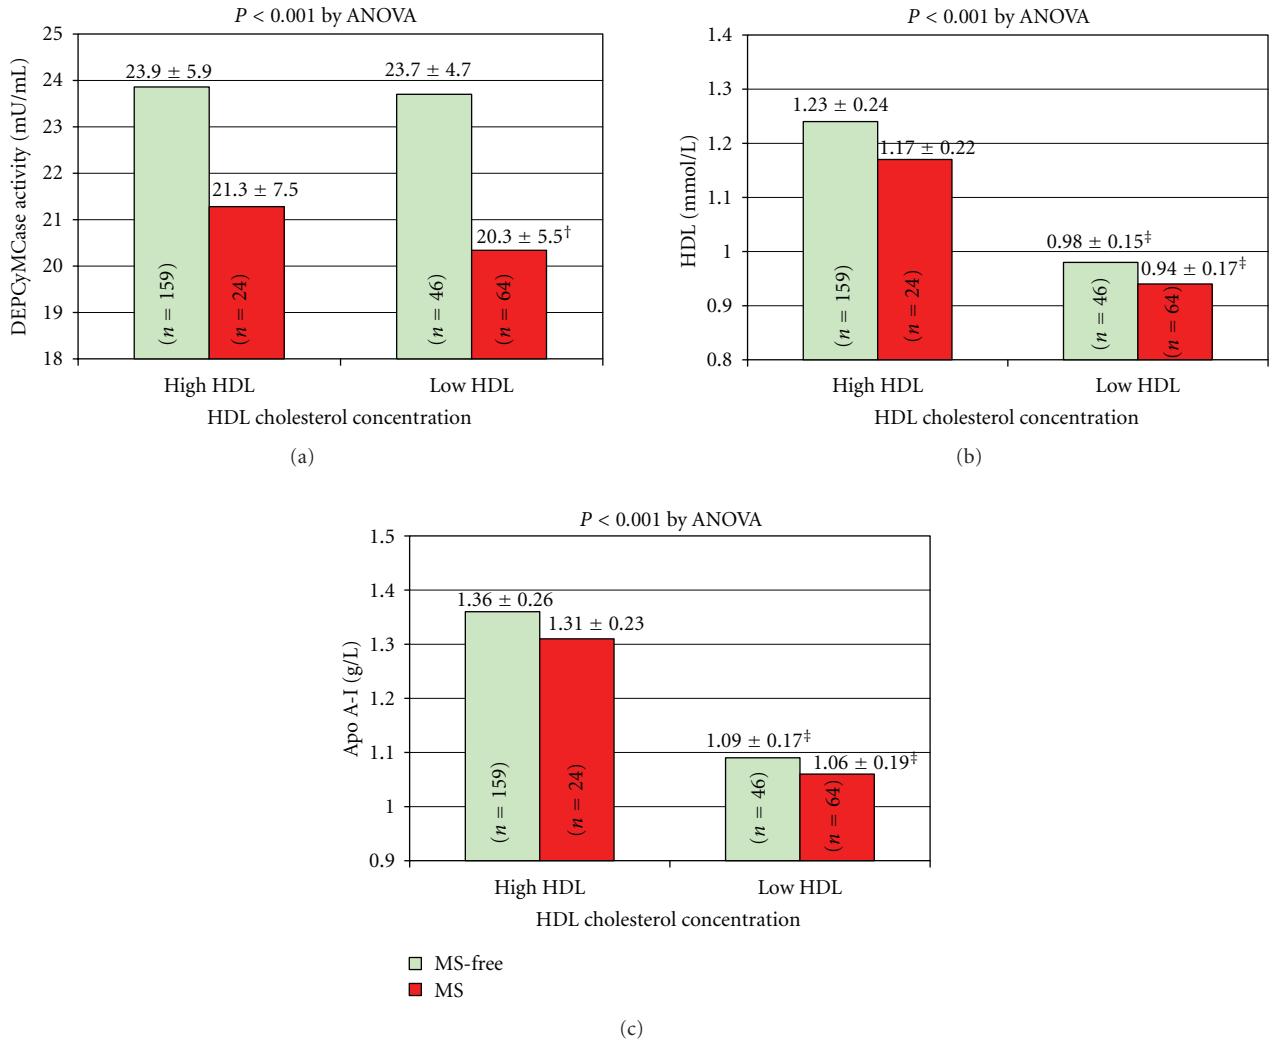 P < 0.001 by ANOVA
25
24
23
22
21
20
19
18
DEPCyMCase activity (mU/mL)
23.9 ± 5.9
23.7 ± 4.7
21.3 ± 7.5
20.3 ± 5.5†
(n = 159)
(n = 24)
(n = 46)
(n = 64)
High HDL
Low HDL
HDL cholesterol concentration
(a)
P < 0.001 by ANOVA
1.4
1.3
1.2
1.1
1
0.9
0.8
HDL (mmol/L)
1.23 ± 0.24
1.17 ± 0.22
0.98 ± 0.15‡
0.94 ± 0.17‡
(n = 159)
(n = 24)
(n = 46)
(n = 64)
High HDL
Low HDL
HDL cholesterol concentration
(b)
P < 0.001 by ANOVA
1.5
1.4
1.3
1.2
1.1
1
0.9
Apo A-I (g/L)
1.36 ± 0.26
1.31 ± 0.23
1.09 ± 0.17‡
1.06 ± 0.19‡
(n = 159)
(n = 24)
(n = 46)
(n = 64)
High HDL
Low HDL
HDL cholesterol concentration
MS-free
MS
(c)